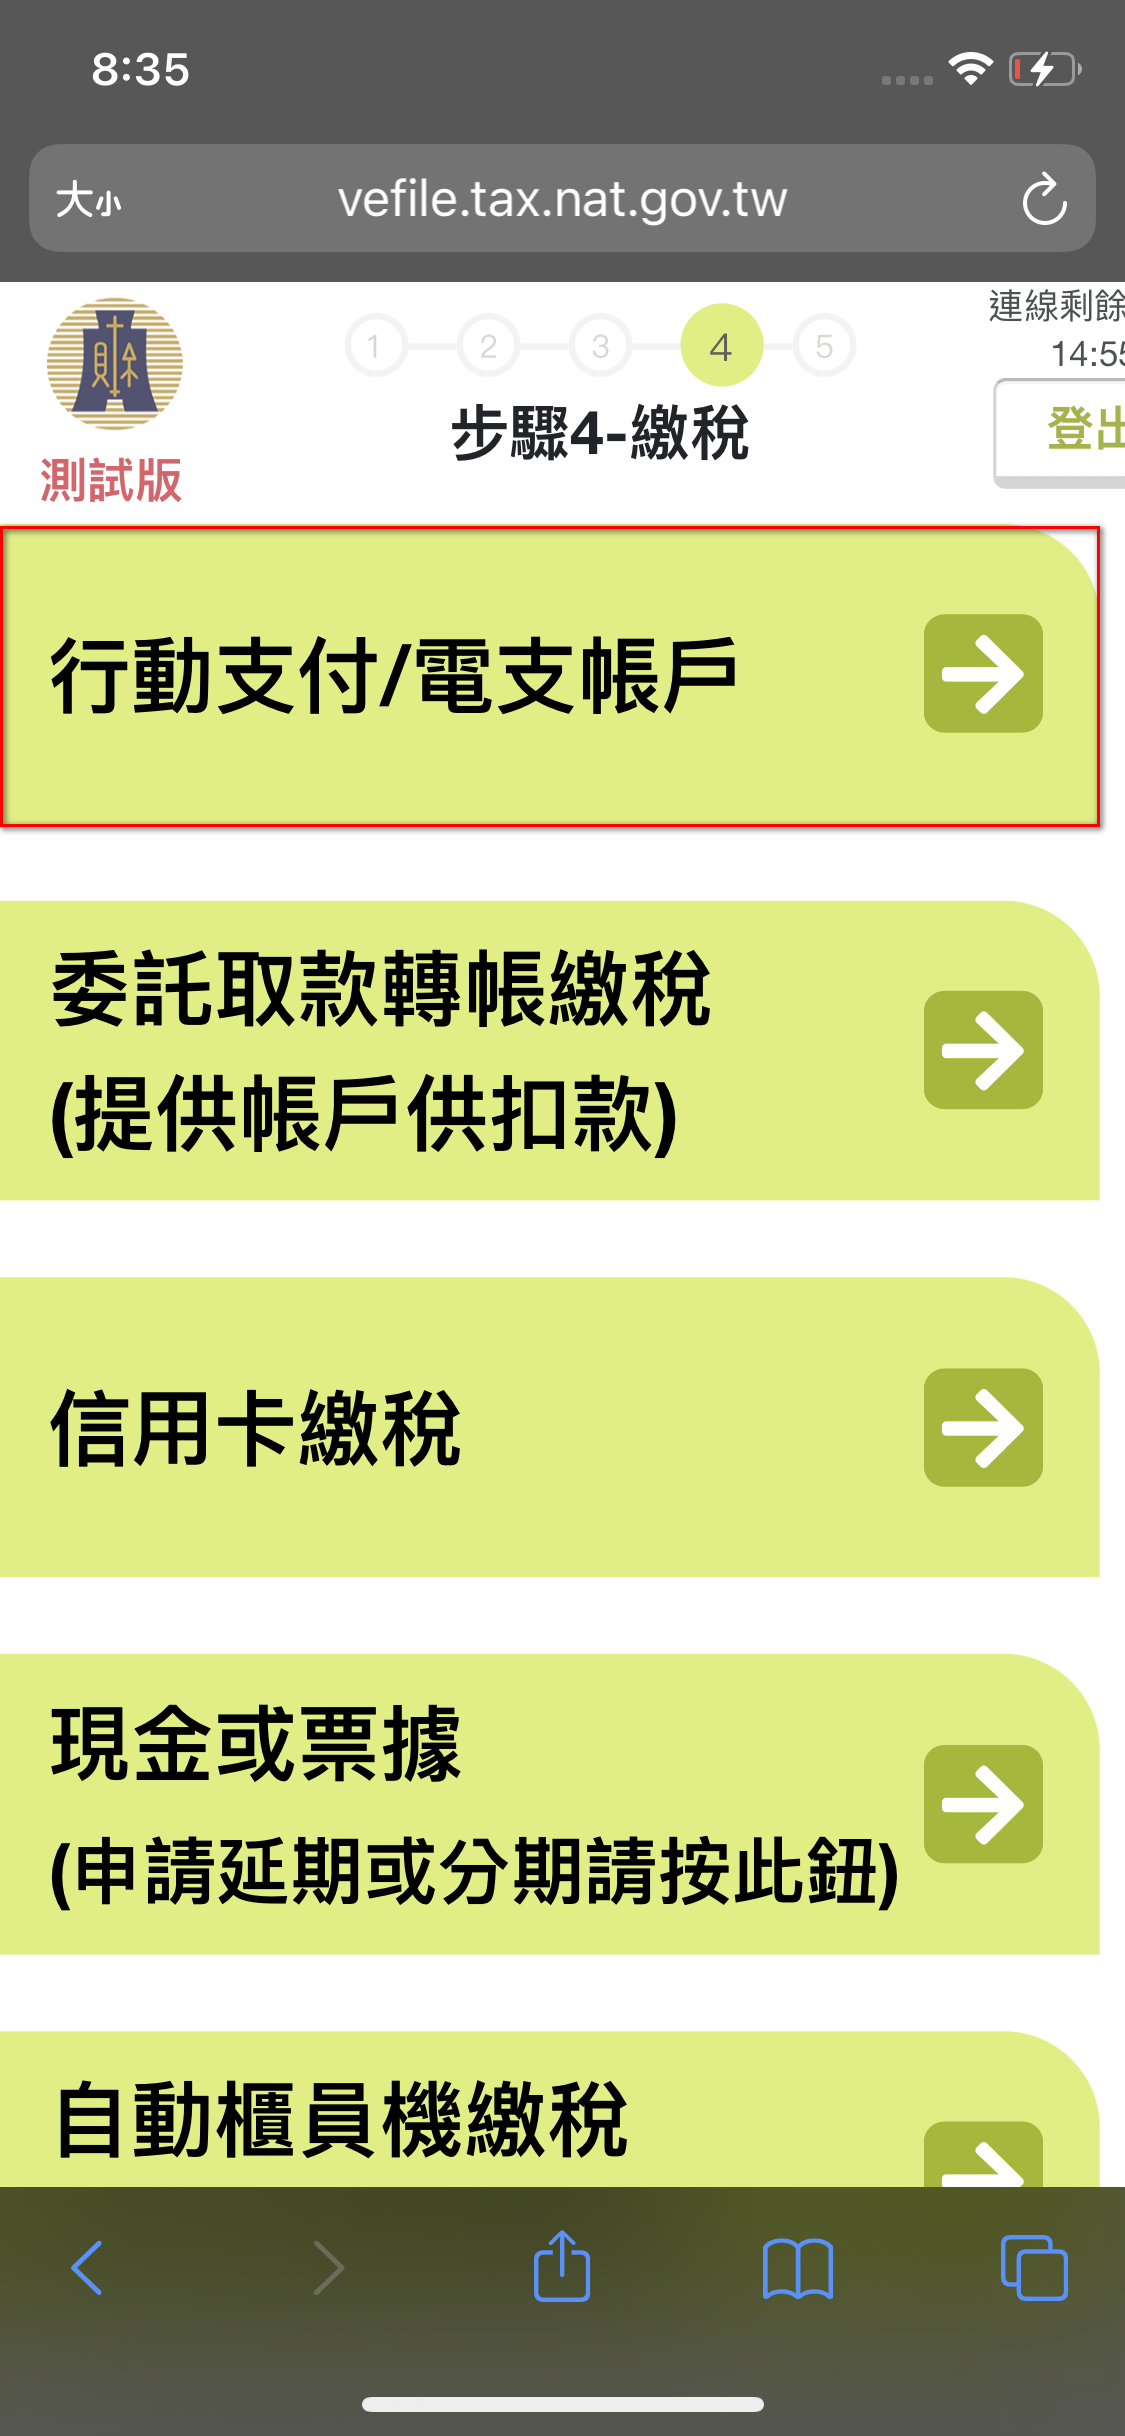 8:35
大小
vefile.tax.nat.gov.tw
財
測試版
1
2
3
4
5
步驟4-繳稅
連線剩餘
14:55
登出
行動支付/電支帳戶
委託取款轉帳繳稅
(提供帳戶供扣款)
信用卡繳稅
現金或票據
(申請延期或分期請按此鈕)
自動櫃員機繳稅